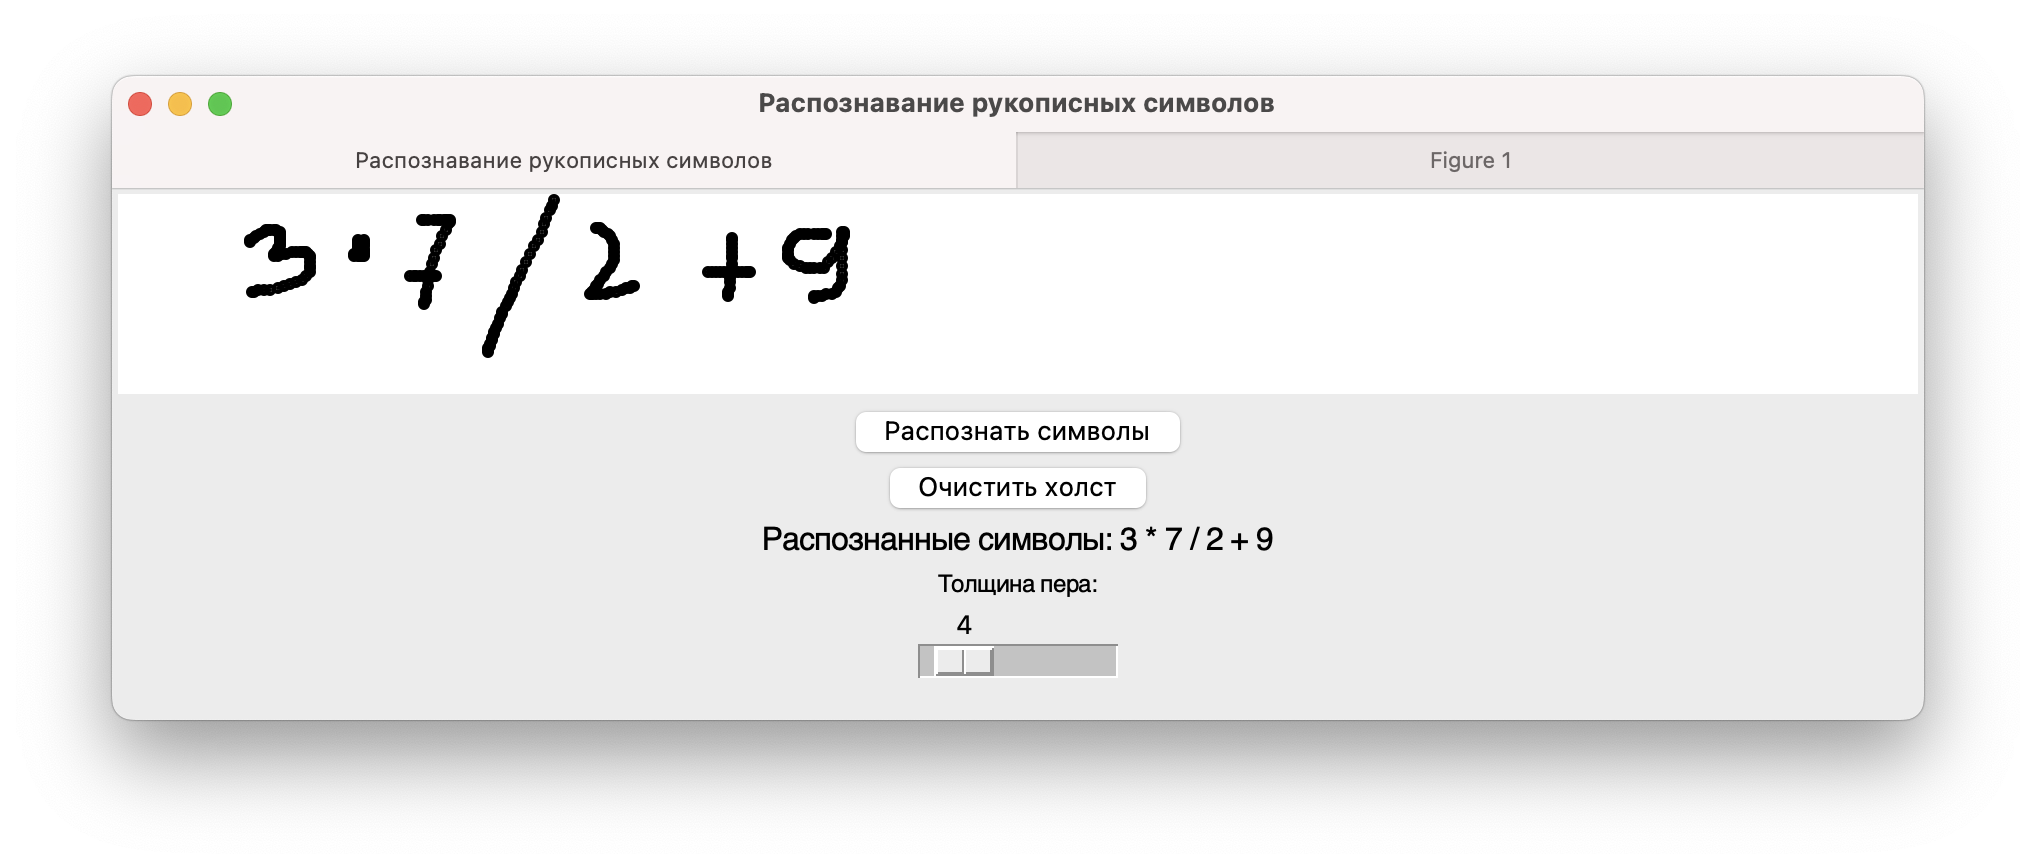 Распознавание рукописных символов
Распознавание рукописных символов Figure 1
3 · 7 / 2 + 9
Распознать символы
Очистить холст
Распознанные символы: 3 * 7 / 2 + 9
Толщина пера:
4